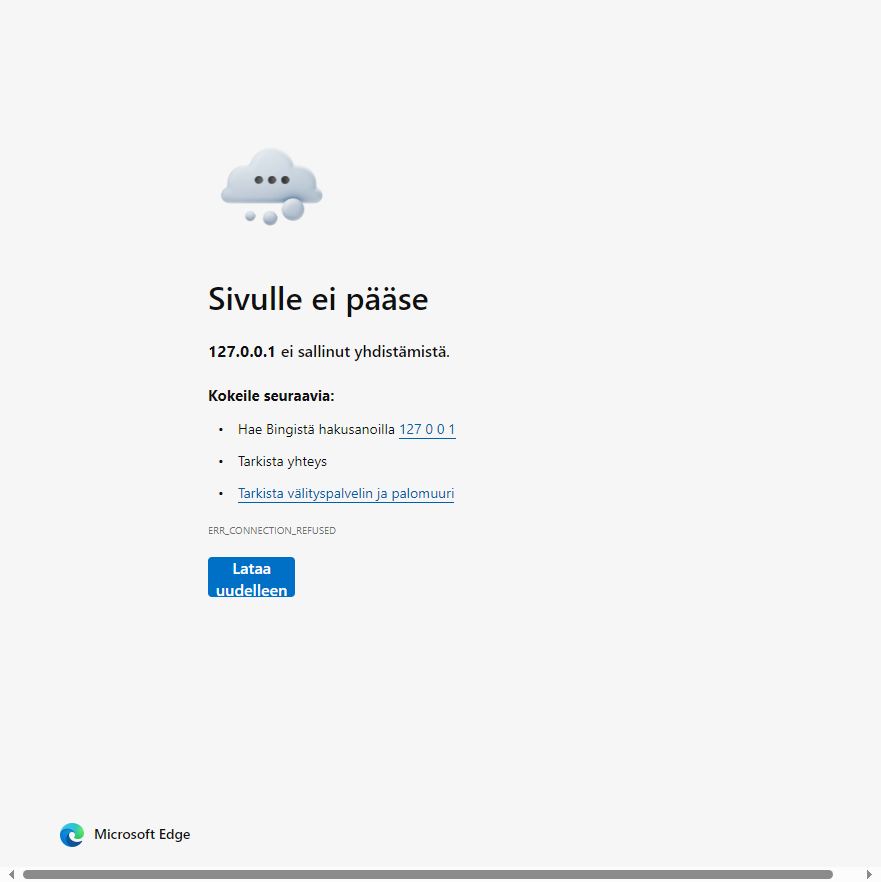 Sivulle ei pääse
127.0.0.1 ei sallinut yhdistämistä.
Kokeile seuraavia:
• Hae Bingistä hakusanoilla 127 0 0 1
• Tarkista yhteys
• Tarkista välityspalvelin ja palomuuri
ERR_CONNECTION_REFUSED
Lataa
uudelleen
Microsoft Edge